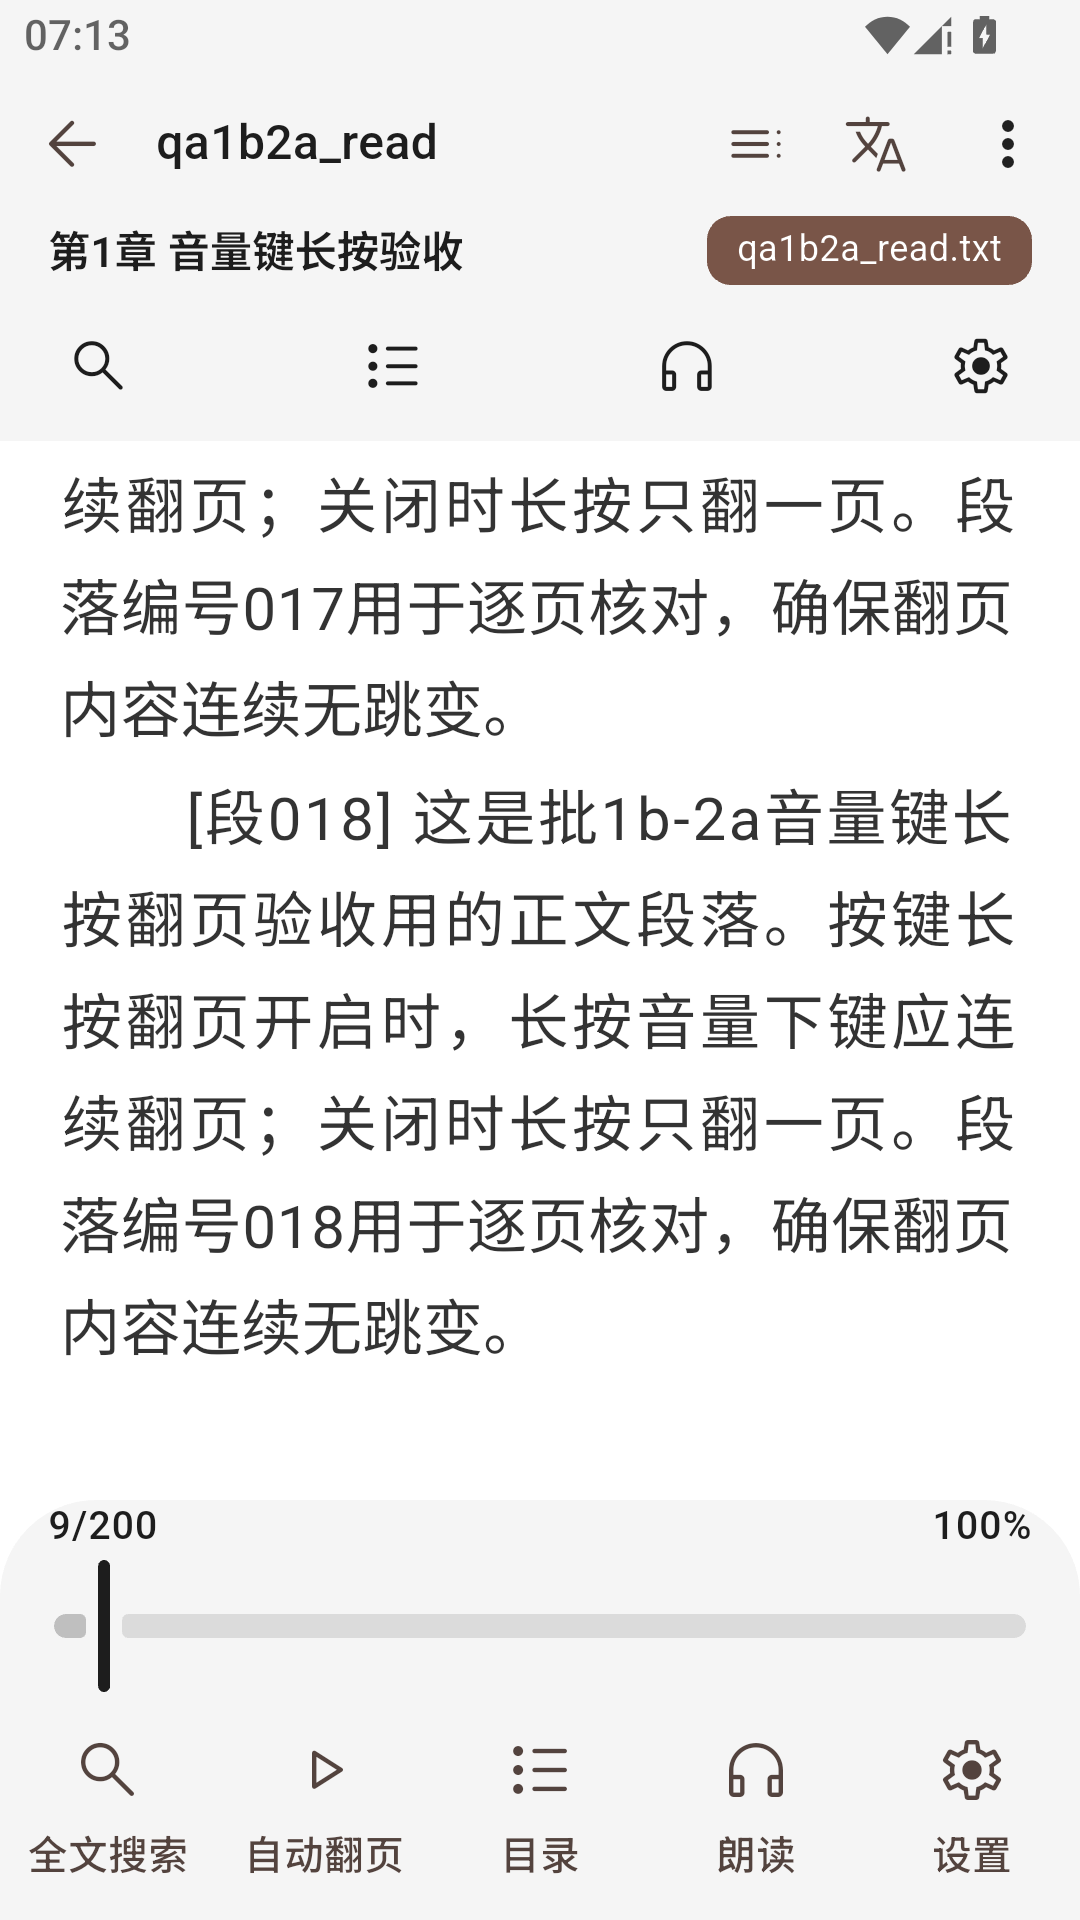 07:13
qa1b2a_read
第1章 音量键长按验收
qa1b2a_read.txt
续翻页；关闭时长按只翻一页。段
落编号017用于逐页核对，确保翻页
内容连续无跳变。
[段018] 这是批1b-2a音量键长
按翻页验收用的正文段落。按键长
按翻页开启时，长按音量下键应连
续翻页；关闭时长按只翻一页。段
落编号018用于逐页核对，确保翻页
内容连续无跳变。
9/200
100%
全文搜索
自动翻页
目录
朗读
设置